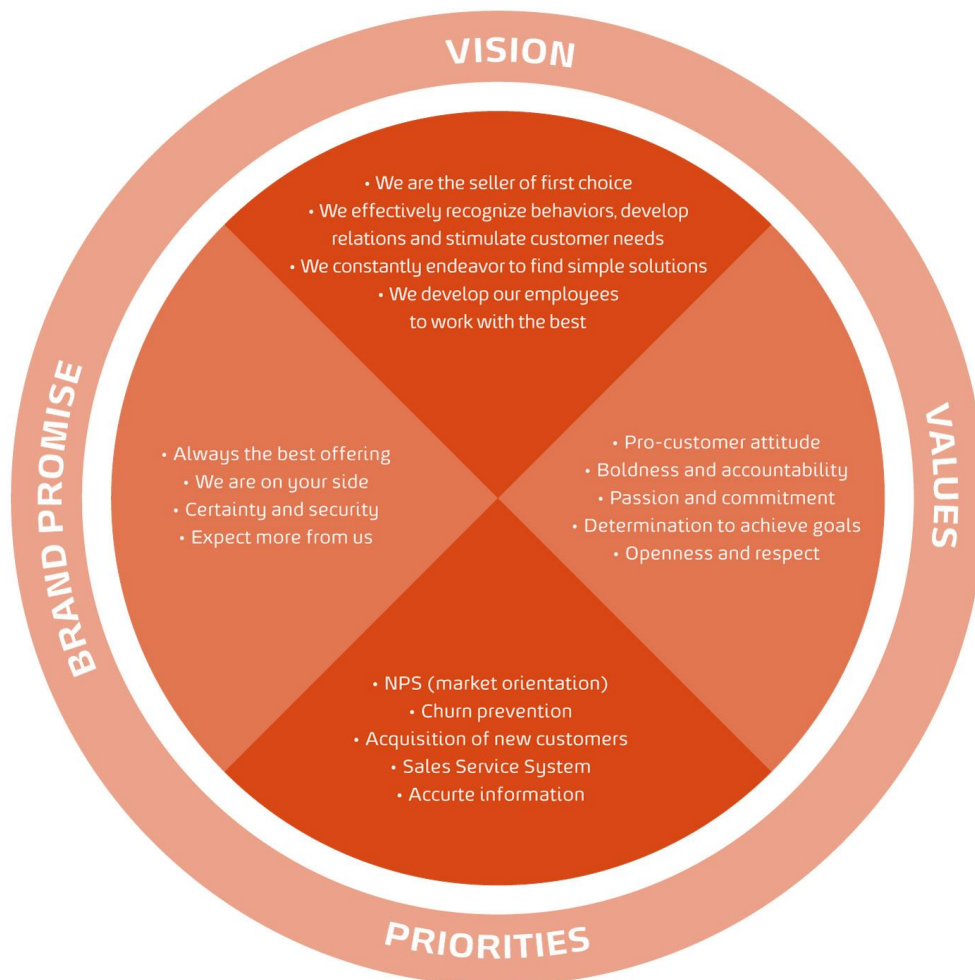 VISION
• We are the seller of first choice
• We effectively recognize behaviors, develop
relations and stimulate customer needs
• We constantly endeavor to find simple solutions
• We develop our employees
to work with the best
BRAND PROMISE
• Always the best offering
• We are on your side
• Certainty and security
• Expect more from us
VALUES
• Pro-customer attitude
• Boldness and accountability
• Passion and commitment
• Determination to achieve goals
• Openness and respect
• NPS (market orientation)
• Churn prevention
• Acquisition of new customers
• Sales Service System
• Accurte information
PRIORITIES